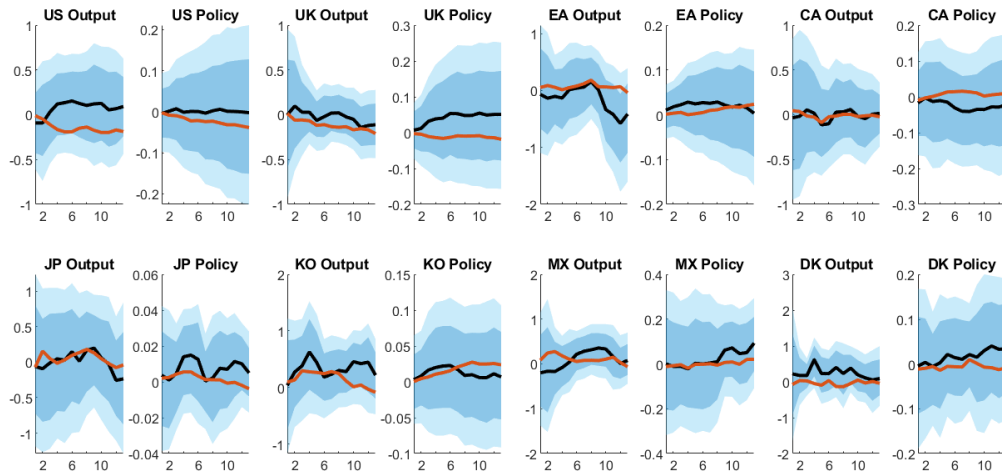 US Output US Policy UK Output UK Policy EA Output EA Policy CA Output CA Policy
1 0.2 1 0.3 1 0.2 1 0.3
0.5 0.1 0.5 0.2 0 0.1 0.5 0.2
0 0 0 0.1 -1 0 0 0.1
-0.5 -0.1 -0.5 0 -2 -0.1 -0.5 0
-1 -0.2 -1 -0.1 -0.2 -1 -0.1
-0.2 -0.2
-0.3
2 6 10 2 6 10 2 6 10 2 6 10 2 6 10 2 6 10 2 6 10 2 6 10
JP Output JP Policy KO Output KO Policy MX Output MX Policy DK Output DK Policy
1 0.06 2 0.15 2 0.4 3 0.2
0.5 0.04 1 0.1 1 0.2 2 0.1
0 0.02 0 0.05 0 0 1 0
-0.5 0 -1 0 -1 -0.2 0 -0.1
-1 -0.02 -0.05 -2 -0.4 -1 -0.2
-0.04 -0.1 -2
2 6 10 2 6 10 2 6 10 2 6 10 2 6 10 2 6 10 2 6 10 2 6 10